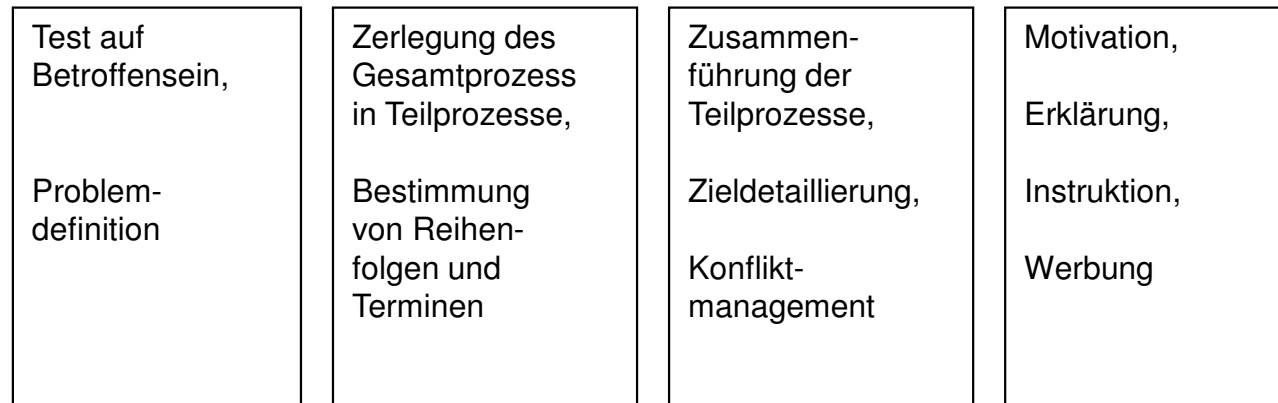 Test auf
Betroffensein,
Problem-
definition
Zerlegung des
Gesamtprozess
in Teilprozesse,
Bestimmung
von Reihen-
folgen und
Terminen
Zusammen-
führung der
Teilprozesse,
Zieldetaillierung,
Konflikt-
management
Motivation,
Erklärung,
Instruktion,
Werbung